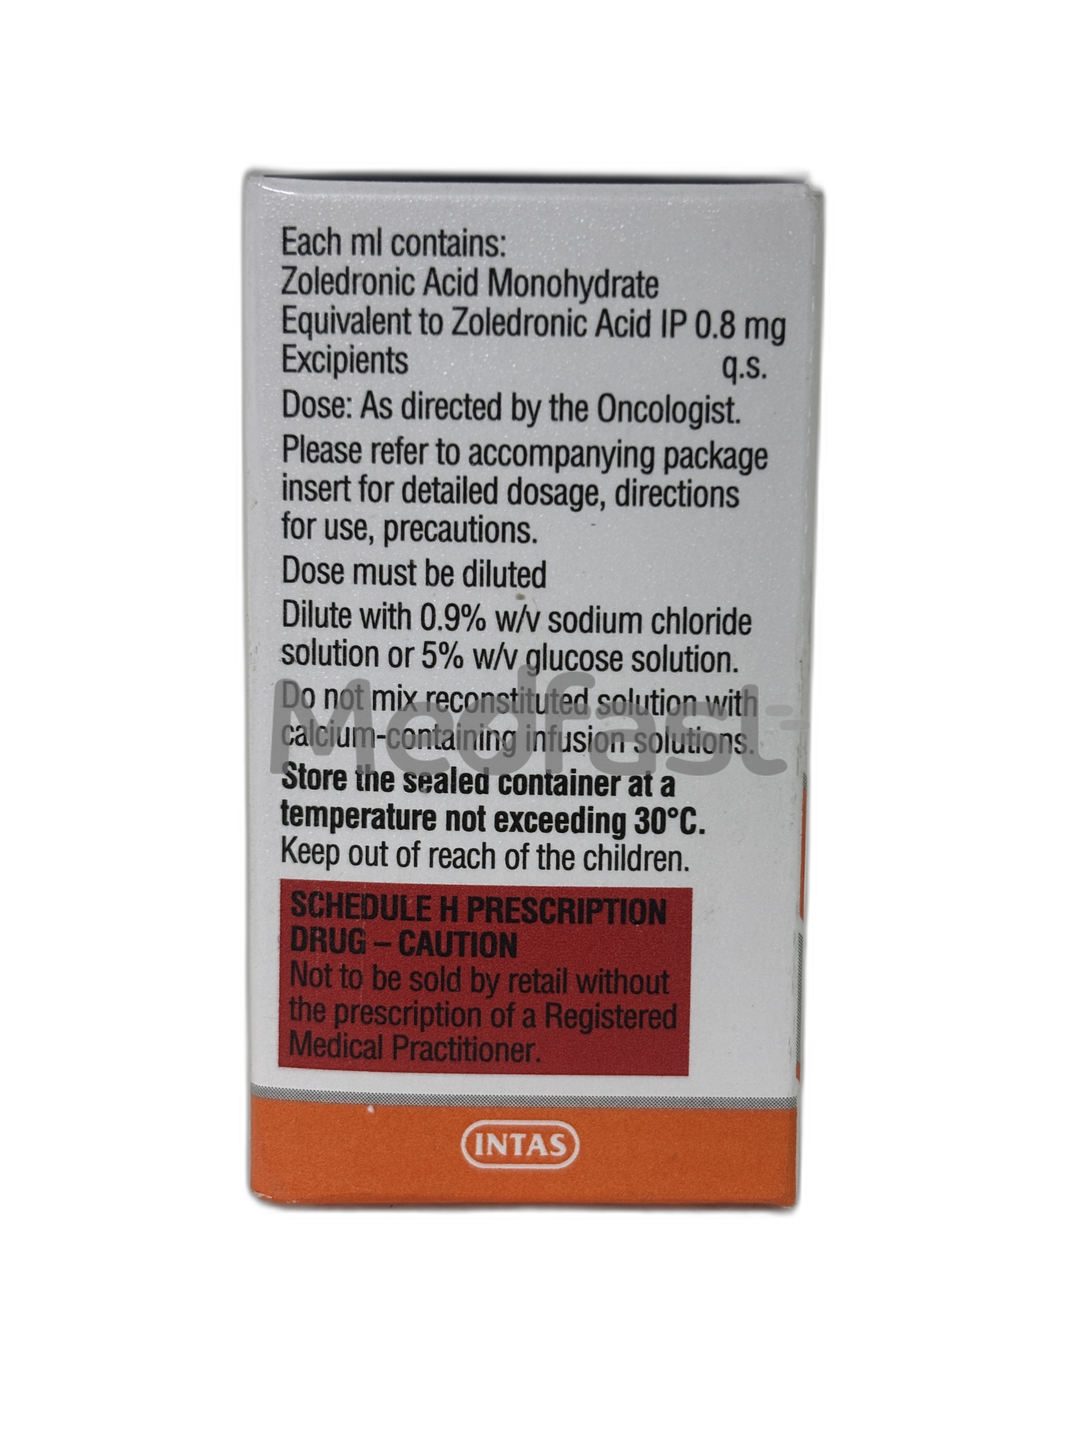 Each ml contains:
Zoledronic Acid Monohydrate
Equivalent to Zoledronic Acid IP 0.8 mg
Excipients q.s.
Dose: As directed by the Oncologist.
Please refer to accompanying package
insert for detailed dosage, directions
for use, precautions.
Dose must be diluted
Dilute with 0.9% w/v sodium chloride
solution or 5% w/v glucose solution.
Do not mix reconstituted solution with
calcium-containing infusion solutions.
Medfast
Store the sealed container at a
temperature not exceeding 30°C.
Keep out of reach of the children.
SCHEDULE H PRESCRIPTION
DRUG – CAUTION
Not to be sold by retail without
the prescription of a Registered
Medical Practitioner.
INTAS